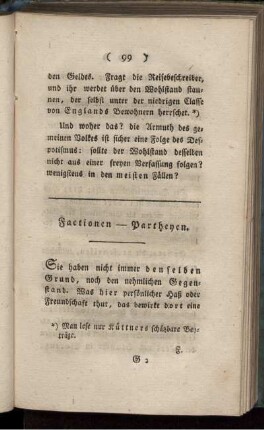 ( 99 )
den Goldes. Fragt die Reisebeschreiber,
und ihr werdet über den Wohlstand stau-
nen, der selbst unter der niedrigen Classe
von Englands Bewohnern herrschet. *)
Und woher das? die Armuth des ge-
meinen Volkes ist sicher eine Folge des Des-
potismus: sollte der Wohlstand desselben
nicht aus einer freyen Verfassung folgen?
wenigstens in den meisten Fällen?
Factionen — Partheyen.
Sie haben nicht immer denselben
Grund, noch den nehmlichen Gegen-
stand. Was hier persönlicher Haß oder
Freundschaft thut, das bewirkt dort eine
*) Man lese nur Küttners schätzbare Bey-
träge.
G 2